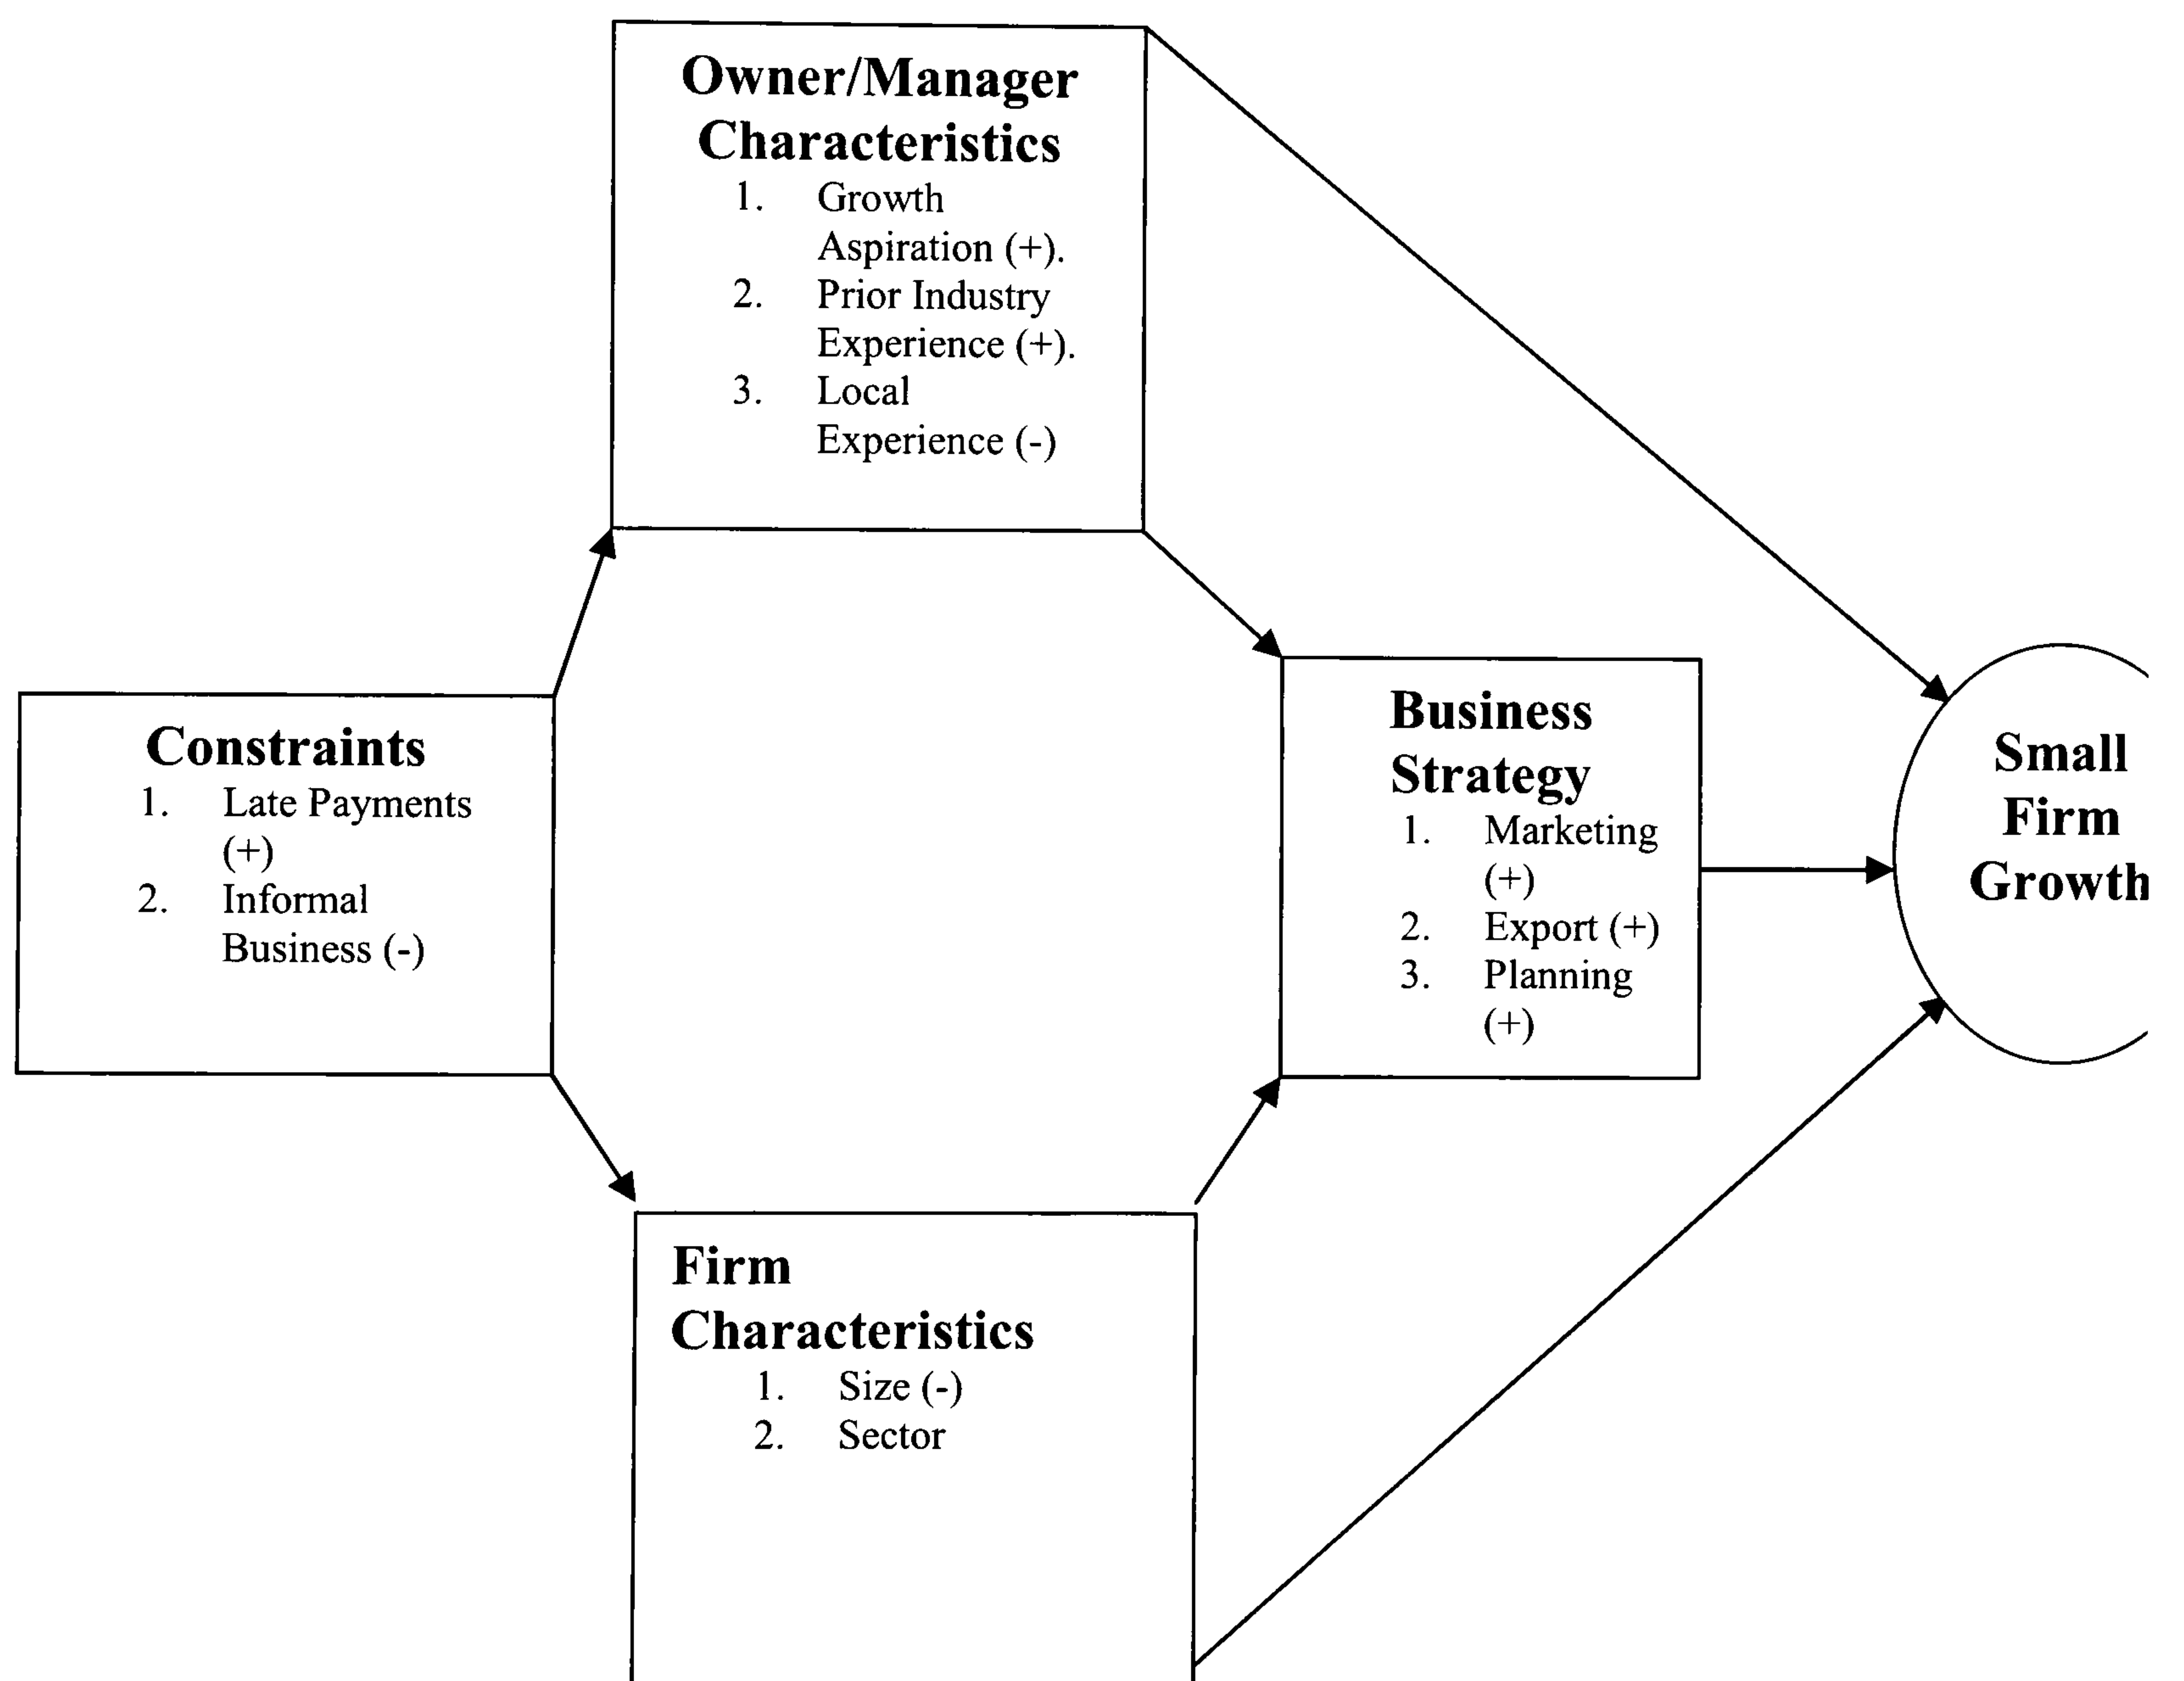 Owner/Manager
Characteristics
1. Growth
Aspiration (+).
2. Prior Industry
Experience (+).
3. Local
Experience (-)
Constraints
1. Late Payments
(+)
2. Informal
Business (-)
Business
Strategy
1. Marketing
(+)
2. Export (+)
3. Planning
(+)
Small
Firm
Growth
Firm
Characteristics
1. Size (-)
2. Sector